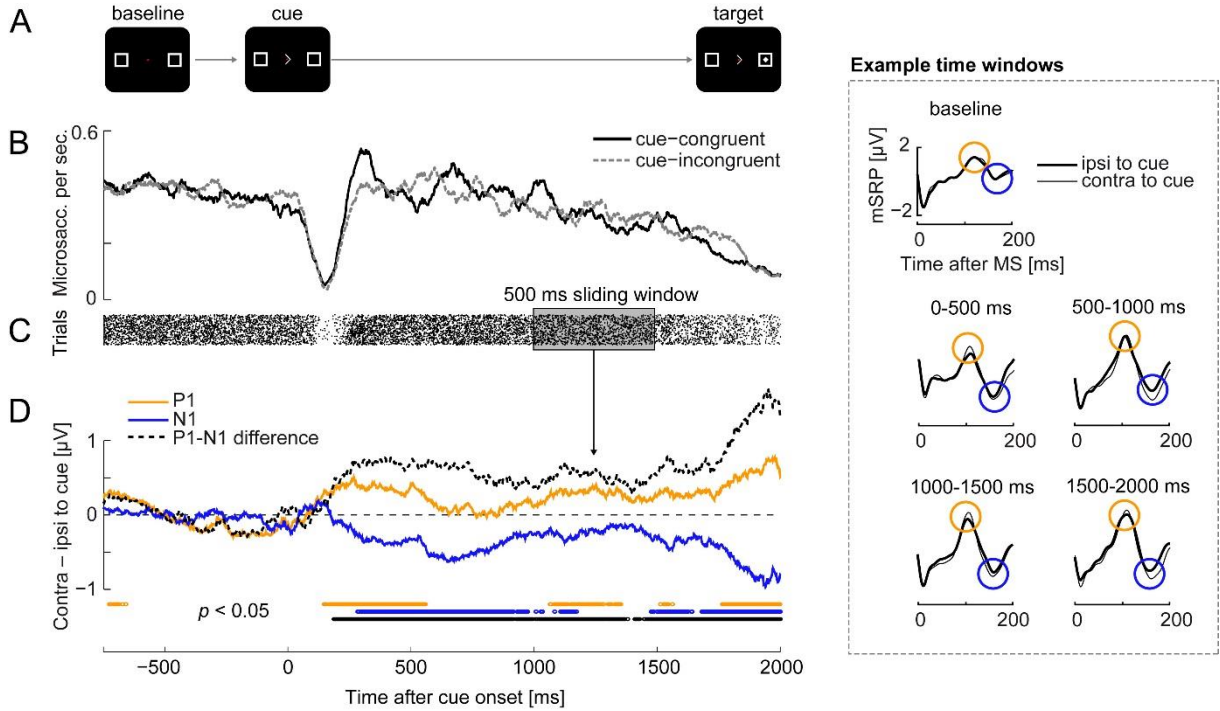 A
baseline
cue
target
B
Microsacc. per sec.
0.6
0
cue-congruent
cue-incongruent
C
Trials
500 ms sliding window
D
Contra – ipsi to cue [µV]
P1
N1
P1-N1 difference
1
0
−1
p < 0.05
−500
0
500
1000
1500
2000
Time after cue onset [ms]
Example time windows
baseline
mSRP [µV]
2
−2
ipsi to cue
contra to cue
0
200
Time after MS [ms]
0-500 ms
500-1000 ms
0
200
0
200
1000-1500 ms
1500-2000 ms
0
200
0
200